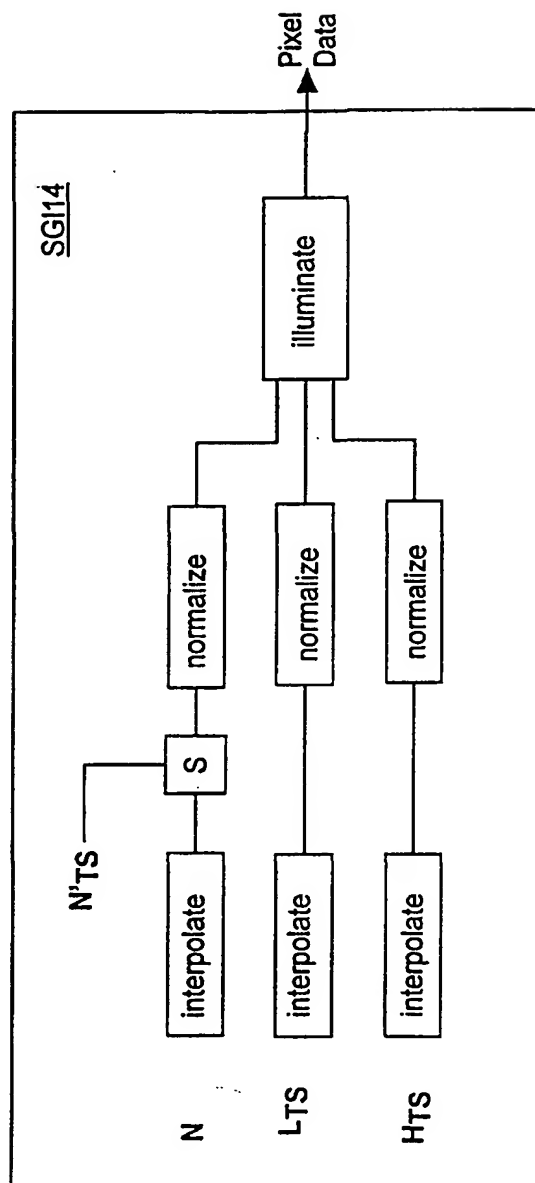 SGI14
N'TS
N
interpolate
S
normalize
LTS
interpolate
normalize
illuminate
Pixel
Data
HTS
interpolate
normalize